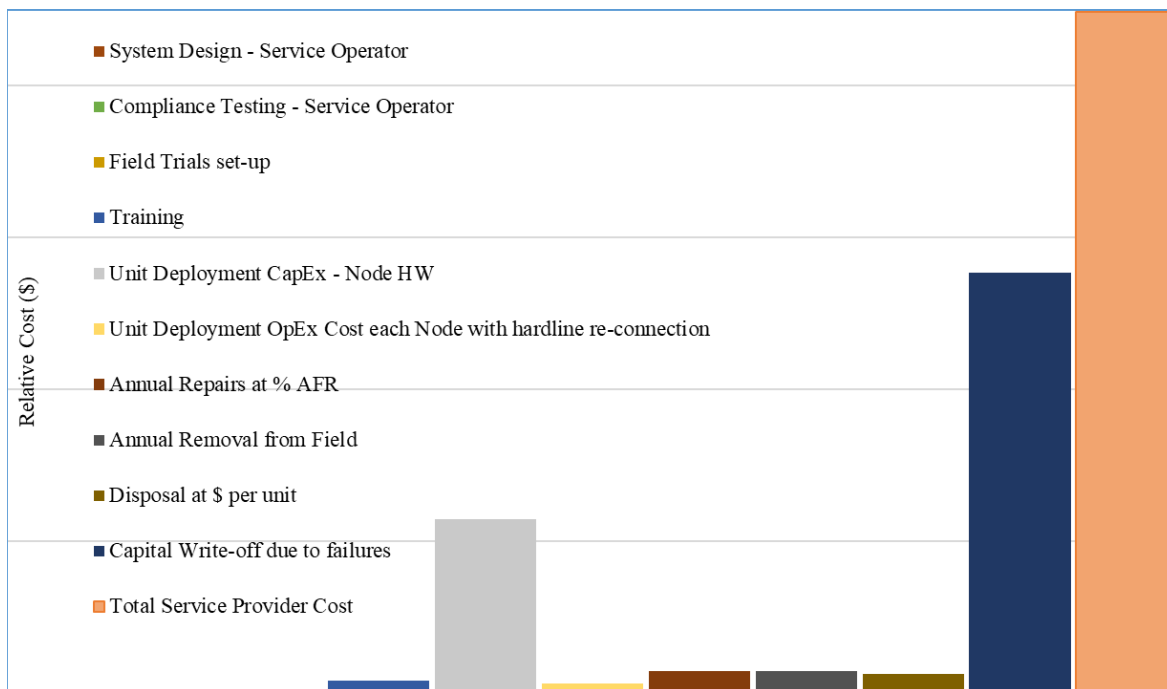 System Design - Service Operator
Compliance Testing - Service Operator
Field Trials set-up
Training
Unit Deployment CapEx - Node HW
Unit Deployment OpEx Cost each Node with hardline re-connection
Annual Repairs at % AFR
Annual Removal from Field
Disposal at $ per unit
Capital Write-off due to failures
Total Service Provider Cost
Relative Cost ($)